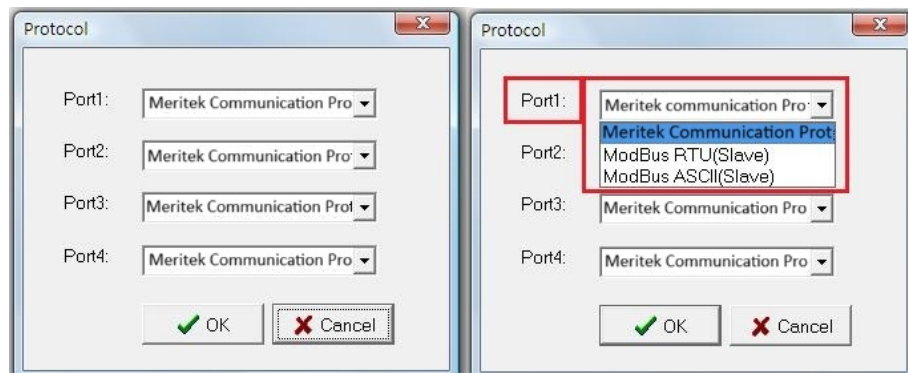 Protocol
Port1: Meritek Communication Pro
Port2: Meritek Communication Pro
Port3: Meritek Communication Prot
Port4: Meritek Communication Pro
OK Cancel
Protocol
Port1: Meritek communication Pro
Meritek Communication Prot
ModBus RTU(Slave)
Port2:
ModBus ASCII(Slave)
Port3: Meritek Communication Pro
Port4: Meritek Communication Pro
OK Cancel